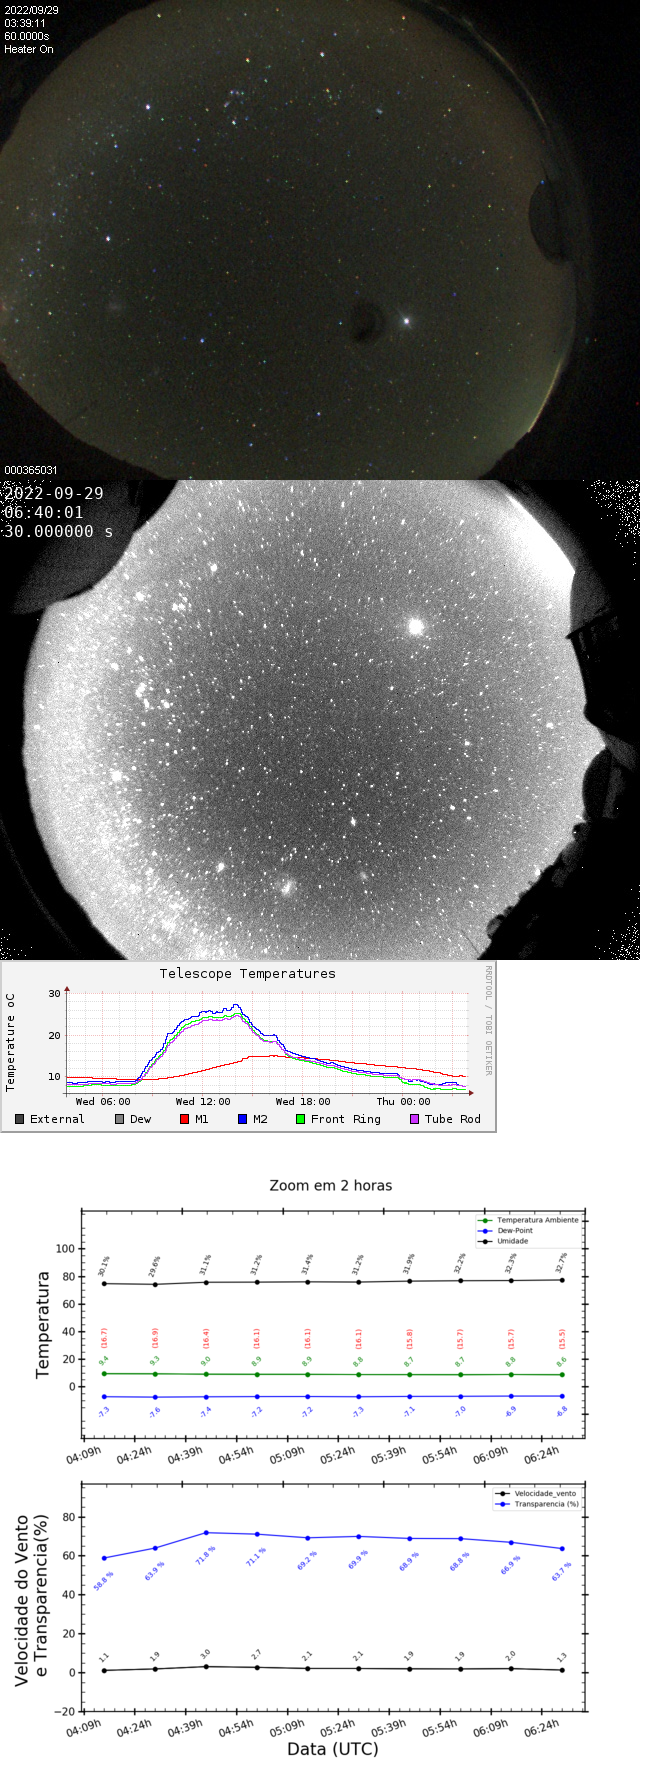 2022/09/29
03:39:11
60.0000s
Heater On
000365031
2022-09-29
06:40:01
30.000000 s
Telescope Temperatures
RRDTOOL / TOBI OETIKER
Temperature oC
30
20
10
Wed 06:00 Wed 12:00 Wed 18:00 Thu 00:00
External Dew M1 M2 Front Ring Tube Rod
Zoom em 2 horas
Temperatura Ambiente
Dew-Point
Umidade
Temperatura
100
80
60
40
20
0
30.1% 29.6% 31.1% 31.2% 31.4% 31.2% 31.9% 32.2% 32.3% 32.7%
(16.7) (16.9) (16.4) (16.1) (16.1) (16.1) (15.8) (15.7) (15.7) (15.5)
9.4 9.3 9.0 8.9 8.9 8.8 8.7 8.7 8.8 8.6
-7.3 -7.6 -7.4 -7.2 -7.2 -7.3 -7.1 -7.0 -6.9 -6.8
04:09h 04:24h 04:39h 04:54h 05:09h 05:24h 05:39h 05:54h 06:09h 06:24h
Velocidade_vento
Transparencia (%)
Velocidade do Vento
e Transparencia(%)
80
60
40
20
0
−20
58.8 % 63.9 % 71.8 % 71.1 % 69.2 % 69.9 % 68.9 % 68.8 % 66.9 % 63.7 %
1.1 1.9 3.0 2.7 2.1 2.1 1.9 1.9 2.0 1.3
04:09h 04:24h 04:39h 04:54h 05:09h 05:24h 05:39h 05:54h 06:09h 06:24h
Data (UTC)